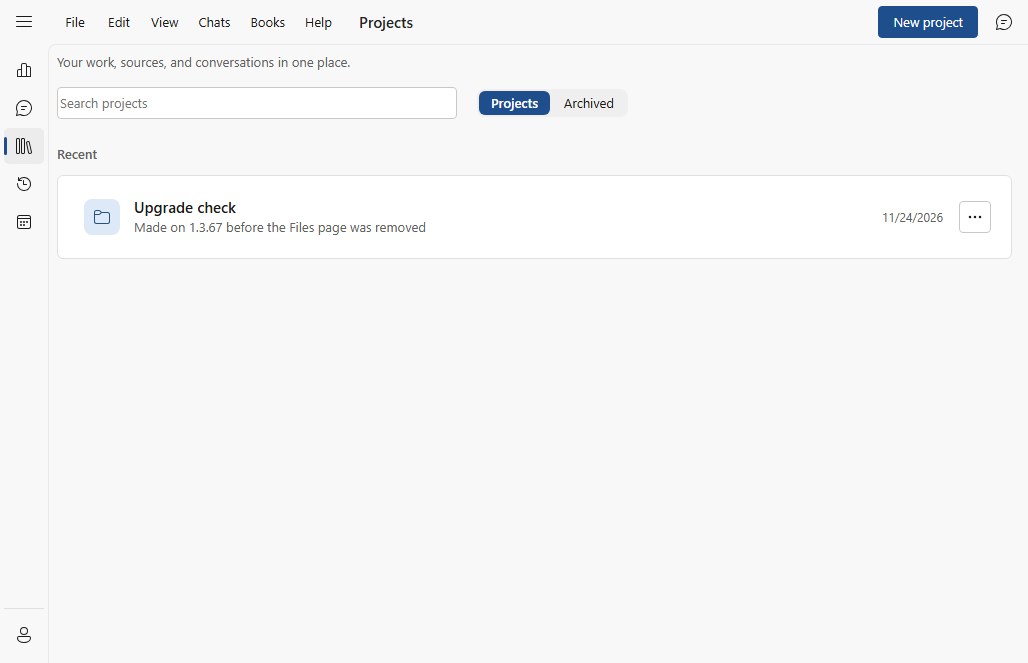 File Edit View Chats Books Help Projects New project
Your work, sources, and conversations in one place.
Search projects Projects Archived
Recent
Upgrade check
Made on 1.3.67 before the Files page was removed
11/24/2026